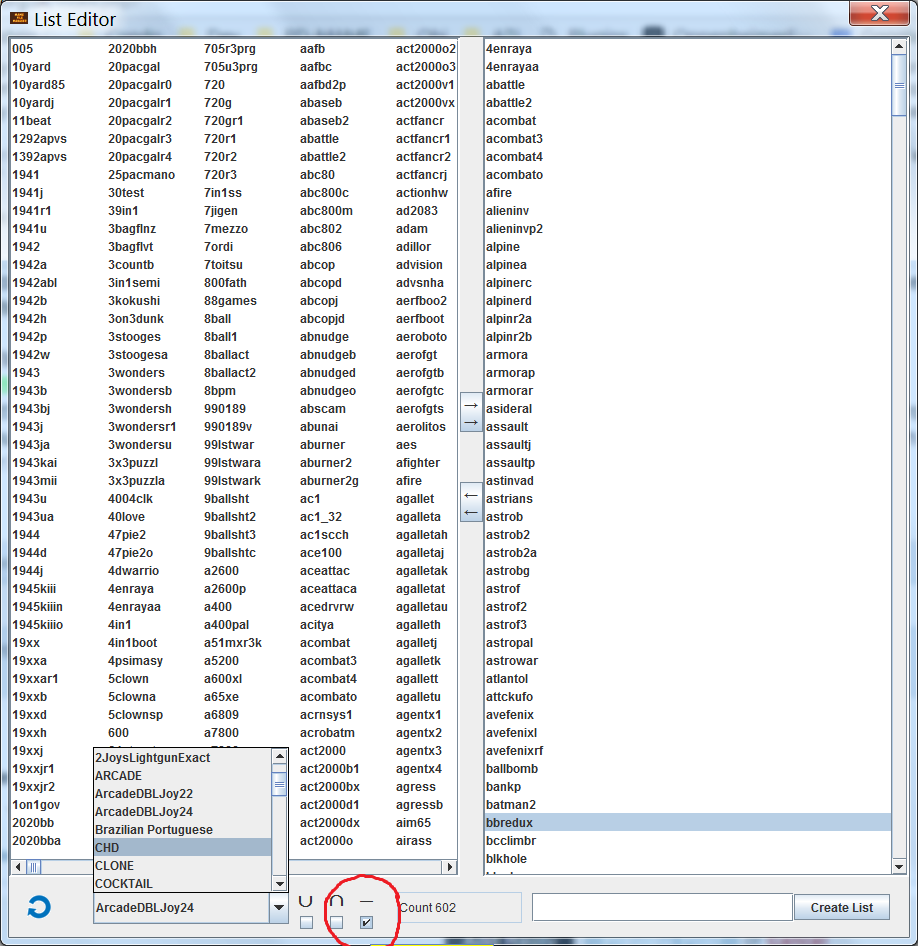 List Editor
005 2020bbh 705r3prg aafb act2000o2
10yard 20pacgal 705u3prg aafbc act2000o3
10yard85 20pacgalr0 720 aafbd2p act2000v1
10yardj 20pacgalr1 720g abaseb act2000vx
11beat 20pacgalr2 720gr1 abaseb2 actfancr
1292apvs 20pacgalr3 720r1 abattle actfancr1
1392apvs 20pacgalr4 720r2 abattle2 actfancr2
1941 25pacmano 720r3 abc80 actfancrj
1941j 30test 7in1ss abc800c actionhw
1941r1 39in1 7jigen abc800m ad2083
1941u 3bagflnz 7mezzo abc802 adam
1942 3bagflvt 7ordi abc806 adillor
1942a 3countb 7toitsu abcop advision
1942abl 3in1semi 800fath abcopd advsnha
1942b 3kokushi 88games abcopj aerfboo2
1942h 3on3dunk 8ball abcopjd aerfboot
1942p 3stooges 8ball1 abnudge aeroboto
1942w 3stoogesa 8ballact abnudgeb aerofgt
1943 3wonders 8ballact2 abnudged aerofgtb
1943b 3wondersb 8bpm abnudgeo aerofgtc
1943bj 3wondersh 990189 abscam aerofgts
1943j 3wondersr1 990189v abunai aerolitos
1943ja 3wondersu 99lstwar aburner aes
1943kai 3x3puzzl 99lstwara aburner2 afighter
1943mii 3x3puzzla 99lstwark aburner2g afire
1943u 4004clk 9ballsht ac1 agallet
1943ua 40love 9ballsht2 ac1_32 agalleta
1944 47pie2 9ballsht3 ac1scch agalletah
1944d 47pie2o 9ballshtc ace100 agalletaj
1944j 4dwarrio a2600 aceattac agalletak
1945kiii 4enraya a2600p aceattaca agalletat
1945kiiin 4enrayaa a400 acedrvrw agalletau
1945kiiio 4in1 a400pal acitya agalleth
19xx 4in1boot a51mxr3k acombat agalletj
19xxa 4psimasy a5200 acombat3 agalletk
19xxar1 5clown a600xl acombat4 agallett
19xxb 5clowna a65xe acombato agalletu
19xxd 5clownsp a6809 acrnsys1 agentx1
19xxh 600 a7800 acrobatm agentx2
19xxj act2000 agentx3
19xxjr1 act2000b1 agentx4
19xxjr2 act2000bx agress
1on1gov act2000d1 agressb
2020bb act2000dx aim65
2020bba act2000o airass
4enraya
4enrayaa
abattle
abattle2
acombat
acombat3
acombat4
acombato
afire
alieninv
alieninvp2
alpine
alpinea
alpinerc
alpinerd
alpinr2a
alpinr2b
armora
armorap
armorar
asideral
assault
assaultj
assaultp
astinvad
astrians
astrob
astrob2
astrob2a
astrobg
astrof
astrof2
astrof3
astropal
astrowar
atlantol
attckufo
avefenix
avefenixl
avefenixrf
ballbomb
bankp
batman2
bbredux
bcclimbr
blkhole
→
→
←
←
2JoysLightgunExact
ARCADE
ArcadeDBLJoy22
ArcadeDBLJoy24
Brazilian Portuguese
CHD
CLONE
COCKTAIL
ArcadeDBLJoy24
∪ ∩ —
Count 602
Create List